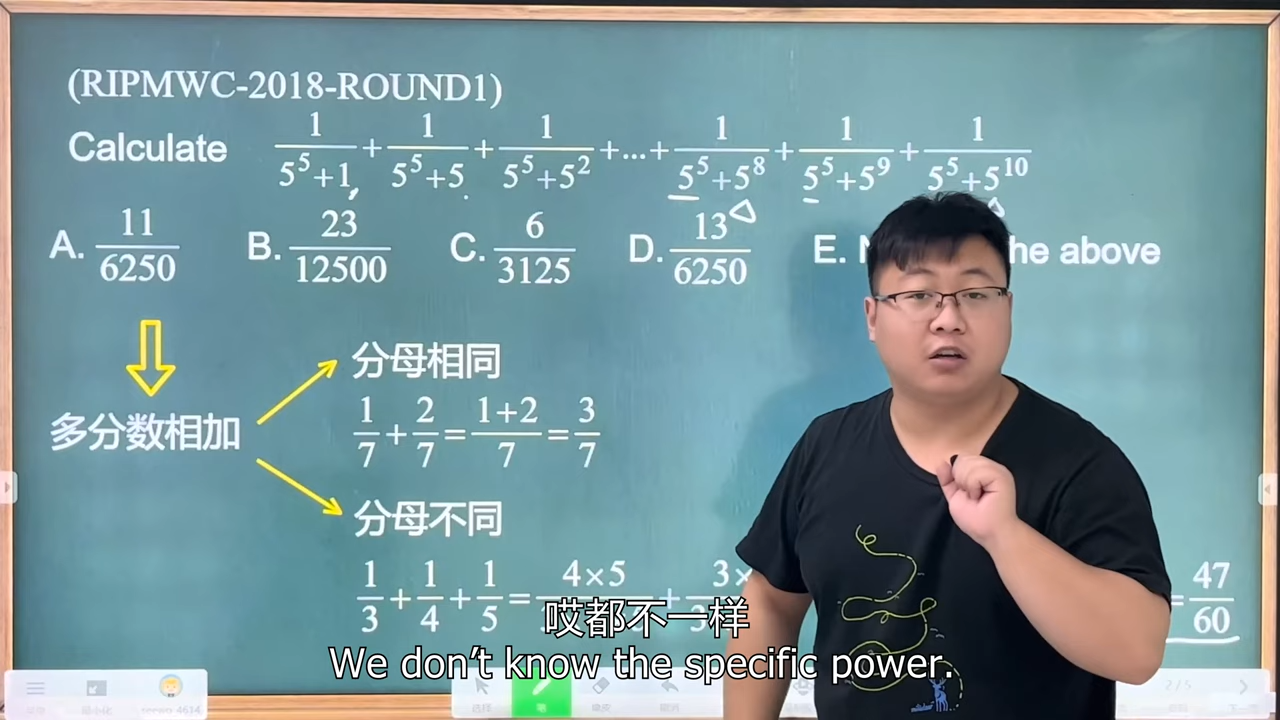 (RIPMWC-2018-ROUND1)
Calculate 1/(5^5+1) + 1/(5^5+5) + 1/(5^5+5^2) +...+ 1/(5^5+5^8) + 1/(5^5+5^9) + 1/(5^5+5^10)
A. 11/6250 B. 23/12500 C. 6/3125 D. 13/6250 E. he above
分母相同
1/7 + 2/7 = (1+2)/7 = 3/7
多分数相加
分母不同
1/3 + 1/4 + 1/5 = 4×5 + 3× = 47/60
哎都不一样
We don't know the specific power.
选择
2/5